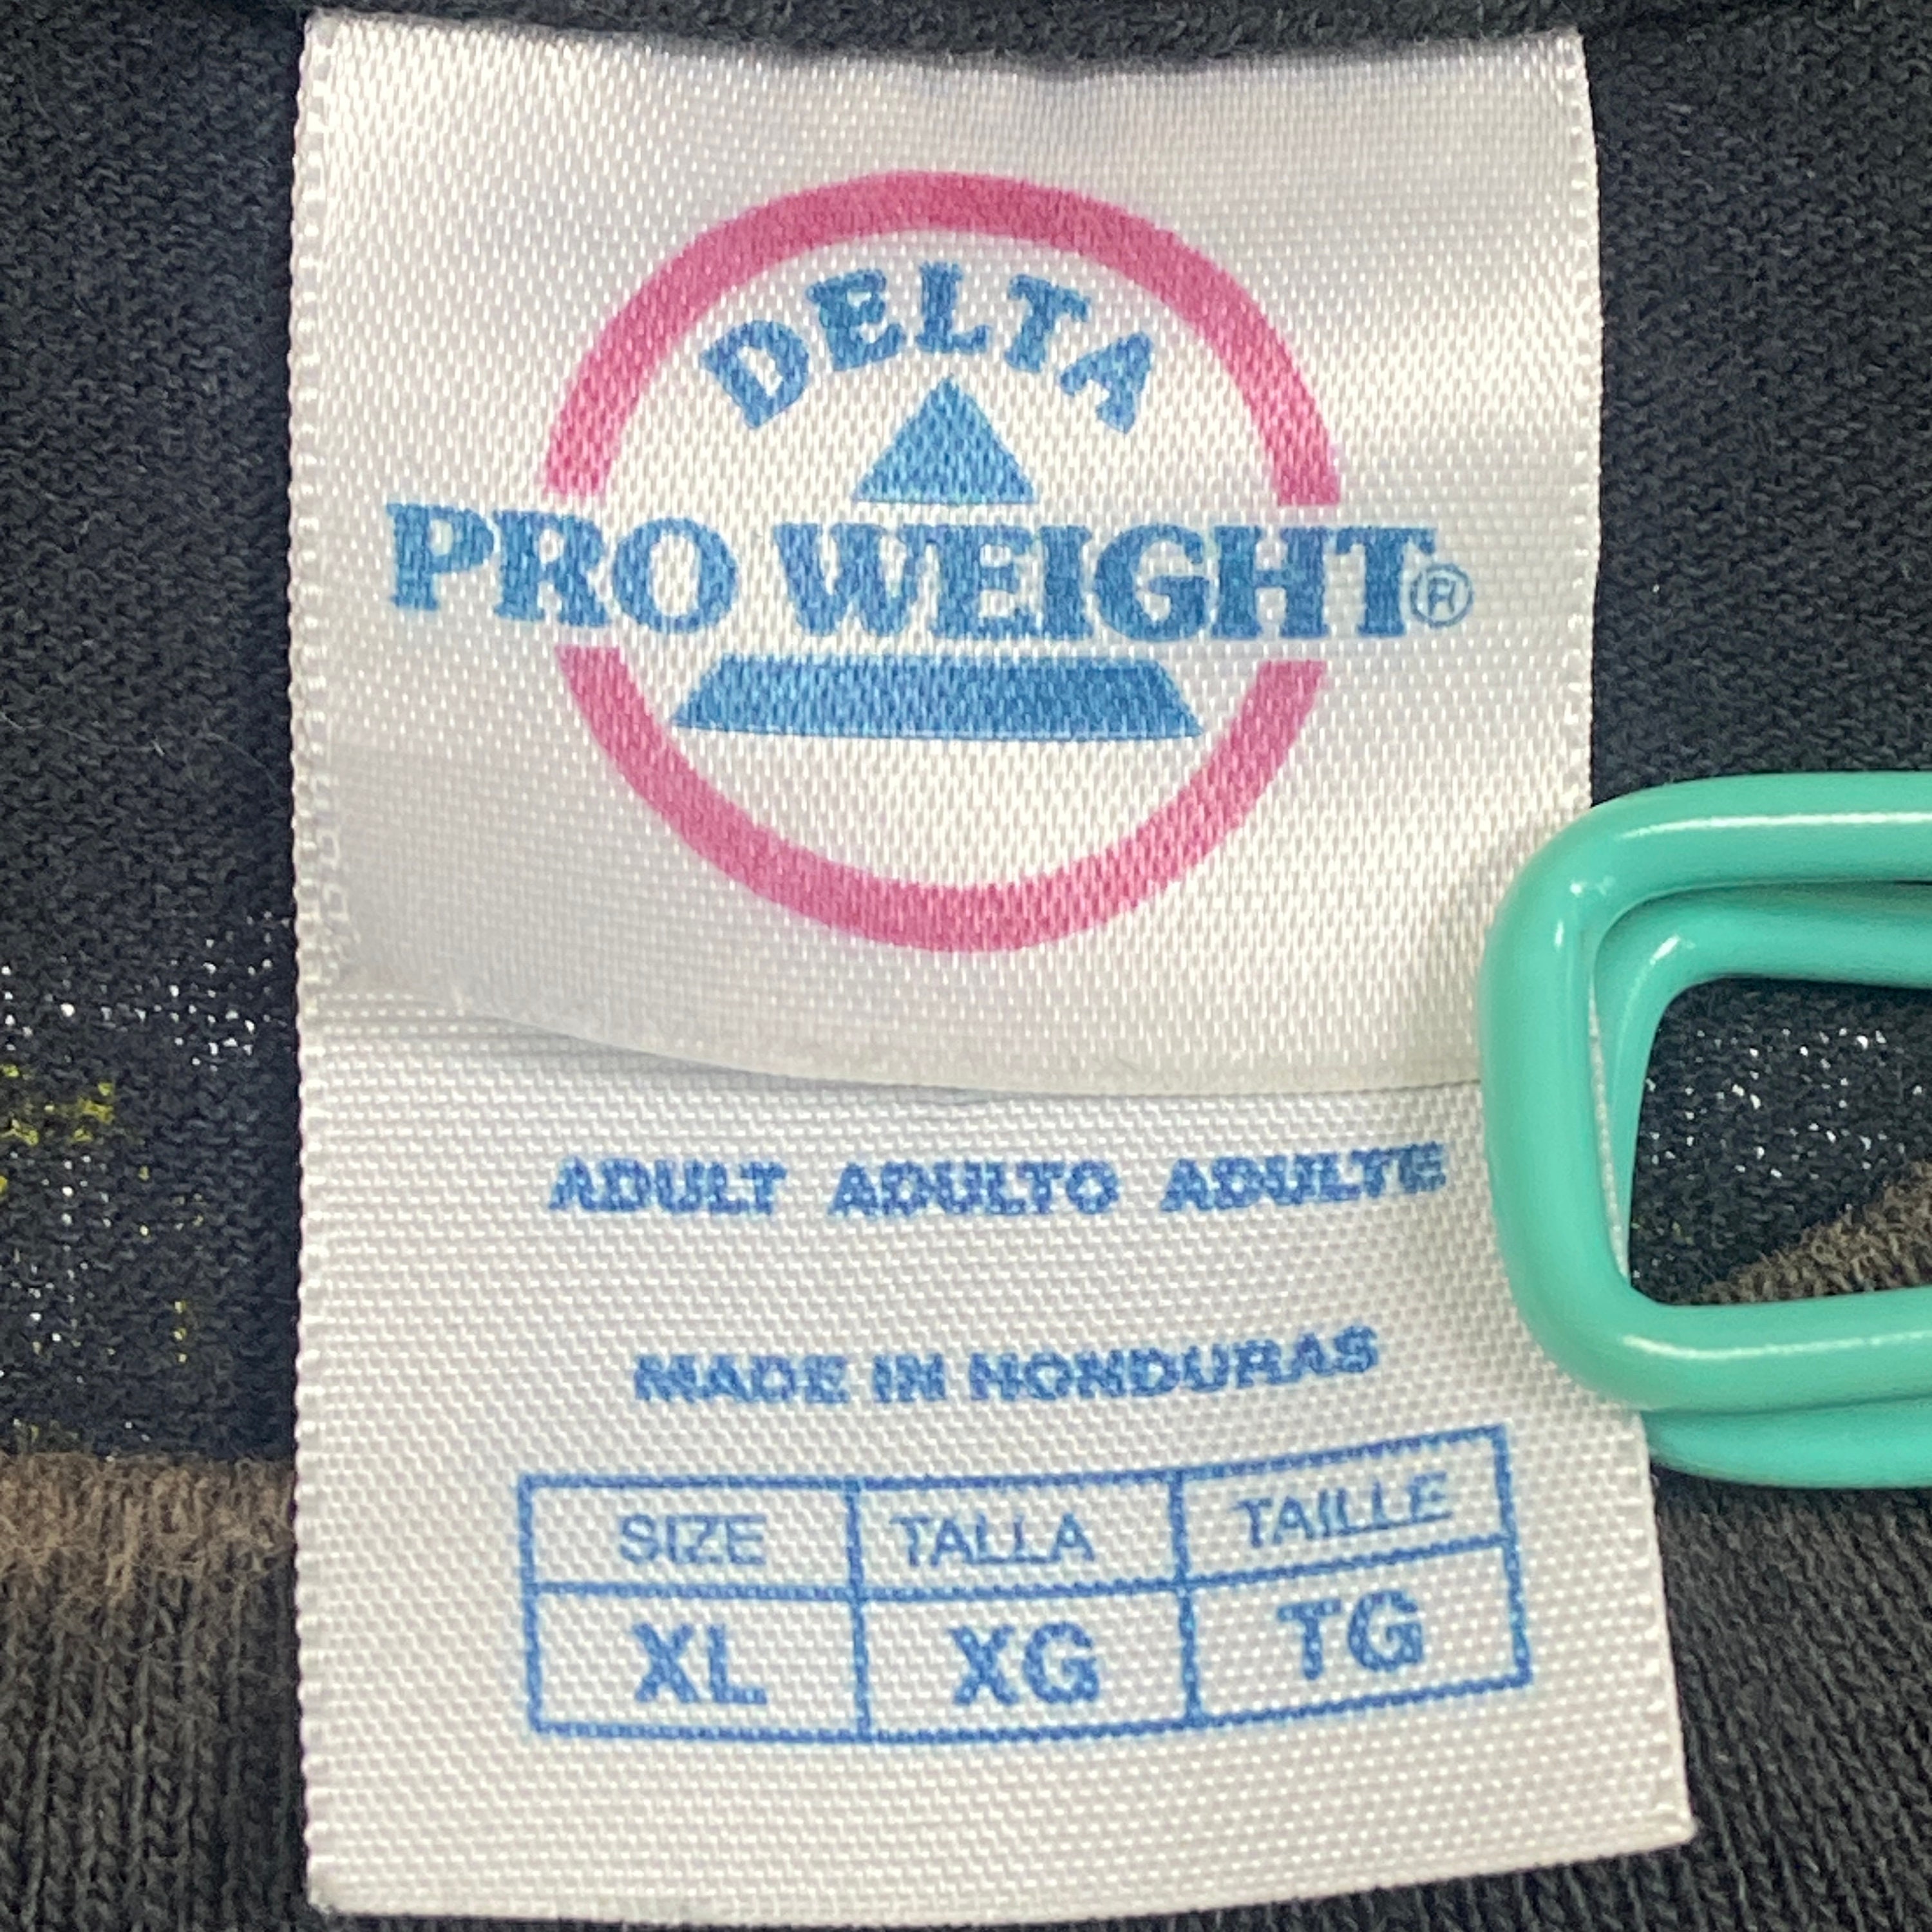 DELTA
PRO WEIGHT®
ADULT ADULTO ADULTE
MADE IN HONDURAS
SIZE TALLA TAILLE
XL XG TG